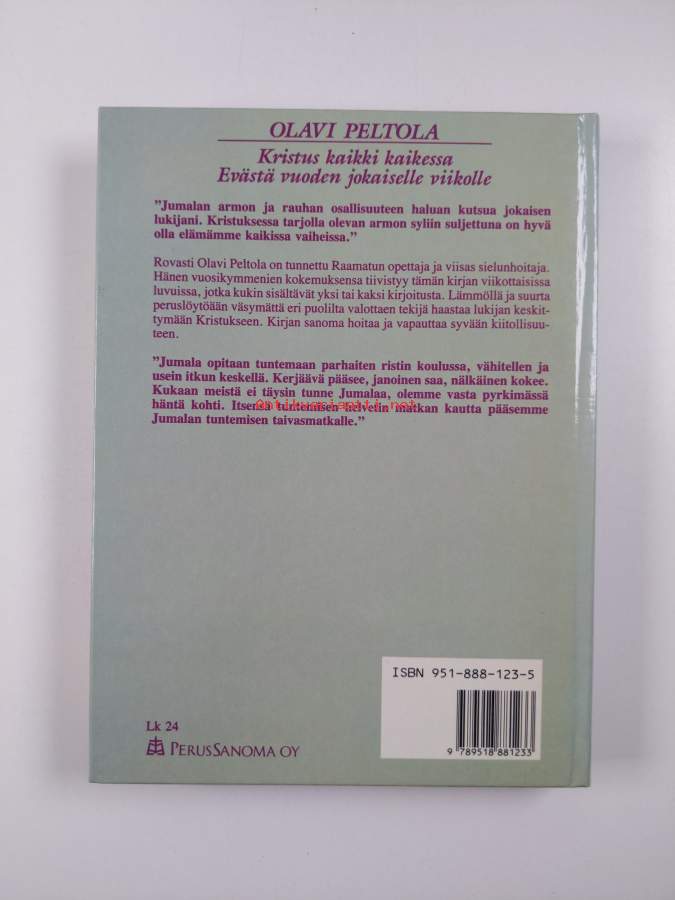 OLAVI PELTOLA
Kristus kaikki kaikessa
Evästä vuoden jokaiselle viikolle
"Jumalan armon ja rauhan osallisuuteen haluan kutsua jokaisen
lukijani. Kristuksessa tarjolla olevan armon syliin suljettuna on hyvä
olla elämämme kaikissa vaiheissa."
Rovasti Olavi Peltola on tunnettu Raamatun opettaja ja viisas sielunhoitaja.
Hänen vuosikymmenien kokemuksensa tiivistyy tämän kirjan viikottaisissa
luvuissa, jotka kukin sisältävät yksi tai kaksi kirjoitusta. Lämmöllä ja suurta
peruslöytöään väsymättä eri puolilta valottaen tekijä haastaa lukijan keskit-
tymään Kristukseen. Kirjan sanoma hoitaa ja vapauttaa syvään kiitollisuu-
teen.
"Jumala opitaan tuntemaan parhaiten ristin koulussa, vähitellen ja
usein itkun keskellä. Kerjäävä pääsee, janoinen saa, nälkäinen kokee.
Kukaan meistä ei täysin tunne Jumalaa, olemme vasta pyrkimässä
häntä kohti. Itsensä tuntemisen helvetin matkan kautta pääsemme
antikvariaatti.net
Jumalan tuntemisen taivasmatkalle."
ISBN 951-888-123-5
9 789518 881233
Lk 24
PERUSSANOMA OY